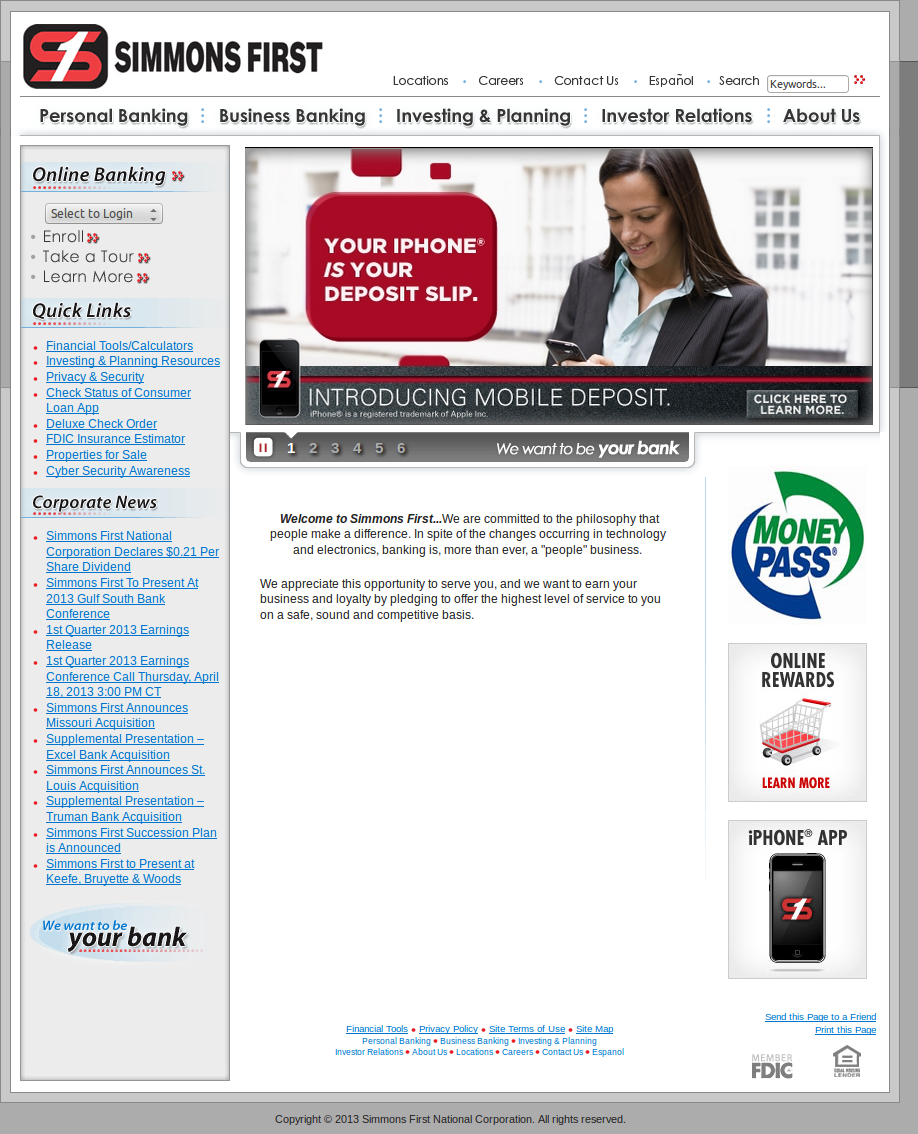 SIMMONS FIRST
Locations
Careers
Contact Us
Español
Search
Keywords...
Personal Banking
Business Banking
Investing & Planning
Investor Relations
About Us
Online Banking
Select to Login
Enroll
Take a Tour
Learn More
Quick Links
Financial Tools/Calculators
Investing & Planning Resources
Privacy & Security
Check Status of Consumer
Loan App
Deluxe Check Order
FDIC Insurance Estimator
Properties for Sale
Cyber Security Awareness
Corporate News
Simmons First National
Corporation Declares $0.21 Per
Share Dividend
Simmons First To Present At
2013 Gulf South Bank
Conference
1st Quarter 2013 Earnings
Release
1st Quarter 2013 Earnings
Conference Call Thursday, April
18, 2013 3:00 PM CT
Simmons First Announces
Missouri Acquisition
Supplemental Presentation –
Excel Bank Acquisition
Simmons First Announces St.
Louis Acquisition
Supplemental Presentation –
Truman Bank Acquisition
Simmons First Succession Plan
is Announced
Simmons First to Present at
Keefe, Bruyette & Woods
We want to be
your bank
YOUR IPHONE®
IS YOUR
DEPOSIT SLIP.
INTRODUCING MOBILE DEPOSIT.
iPhone® is a registered trademark of Apple Inc.
CLICK HERE TO
LEARN MORE.
1 2 3 4 5 6
We want to be your bank
Welcome to Simmons First...We are committed to the philosophy that
people make a difference. In spite of the changes occurring in technology
and electronics, banking is, more than ever, a "people" business.
We appreciate this opportunity to serve you, and we want to earn your
business and loyalty by pledging to offer the highest level of service to you
on a safe, sound and competitive basis.
MONEY
PASS®
ONLINE
REWARDS
LEARN MORE
iPHONE® APP
Send this Page to a Friend
Print this Page
MEMBER
FDIC
EQUAL HOUSING
LENDER
Financial Tools • Privacy Policy • Site Terms of Use • Site Map
Personal Banking • Business Banking • Investing & Planning
Investor Relations • About Us • Locations • Careers • Contact Us • Espanol
Copyright © 2013 Simmons First National Corporation. All rights reserved.